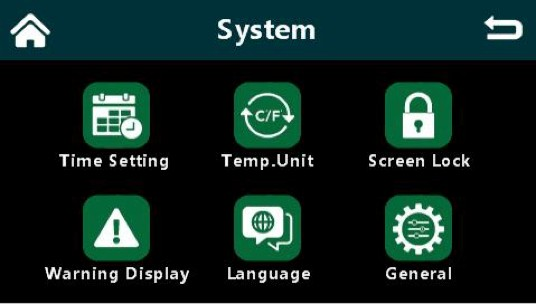 System
C/F
Time Setting
Temp.Unit
Screen Lock
Warning Display
Language
General